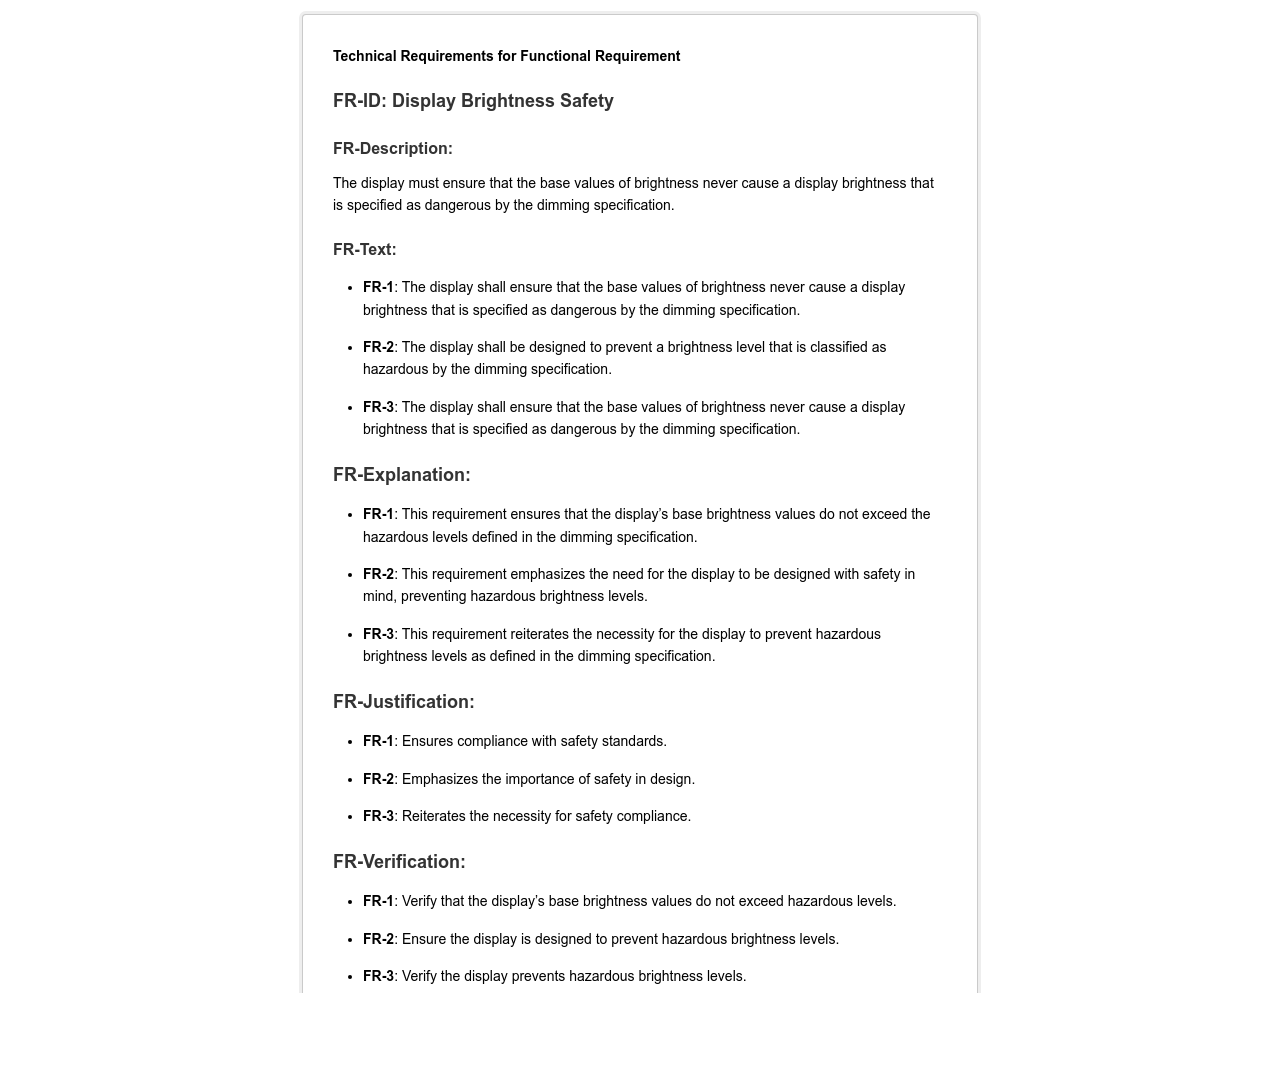 Technical Requirements for Functional Requirement
FR-ID: Display Brightness Safety
FR-Description:
The display must ensure that the base values of brightness never cause a display brightness that
is specified as dangerous by the dimming specification.
FR-Text:
• FR-1: The display shall ensure that the base values of brightness never cause a display
brightness that is specified as dangerous by the dimming specification.
• FR-2: The display shall be designed to prevent a brightness level that is classified as
hazardous by the dimming specification.
• FR-3: The display shall ensure that the base values of brightness never cause a display
brightness that is specified as dangerous by the dimming specification.
FR-Explanation:
• FR-1: This requirement ensures that the display’s base brightness values do not exceed the
hazardous levels defined in the dimming specification.
• FR-2: This requirement emphasizes the need for the display to be designed with safety in
mind, preventing hazardous brightness levels.
• FR-3: This requirement reiterates the necessity for the display to prevent hazardous
brightness levels as defined in the dimming specification.
FR-Justification:
• FR-1: Ensures compliance with safety standards.
• FR-2: Emphasizes the importance of safety in design.
• FR-3: Reiterates the necessity for safety compliance.
FR-Verification:
• FR-1: Verify that the display’s base brightness values do not exceed hazardous levels.
• FR-2: Ensure the display is designed to prevent hazardous brightness levels.
• FR-3: Verify the display prevents hazardous brightness levels.